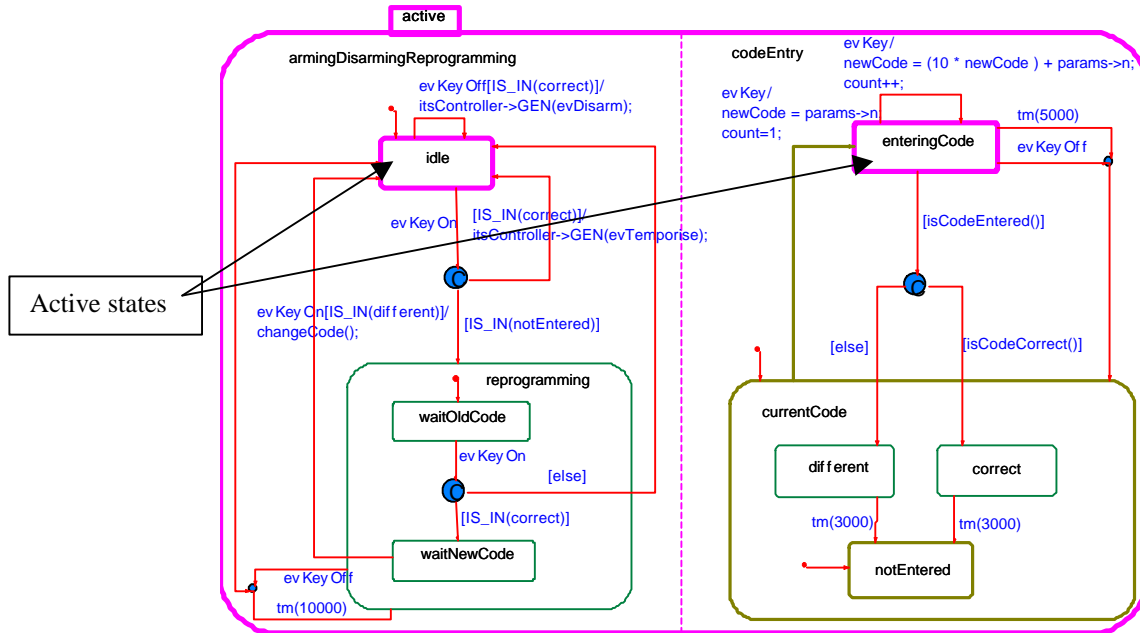 active
armingDisarmingReprogramming
evKeyOff[IS_IN(correct)]/
itsController->GEN(evDisarm);
idle
evKeyOn
[IS_IN(correct)]/
itsController->GEN(evTemporise);
Active states
evKeyOn[IS_IN(different)]/
changeCode();
[IS_IN(notEntered)]
reprogramming
waitOldCode
evKeyOn
[else]
[IS_IN(correct)]
waitNewCode
evKeyOff
tm(10000)
codeEntry
evKey/
newCode = (10 * newCode ) + params->n;
count++;
evKey/
newCode = params->n;
count=1;
enteringCode
tm(5000)
evKeyOff
[isCodeEntered()]
[else]
[isCodeCorrect()]
currentCode
different
correct
tm(3000)
tm(3000)
notEntered